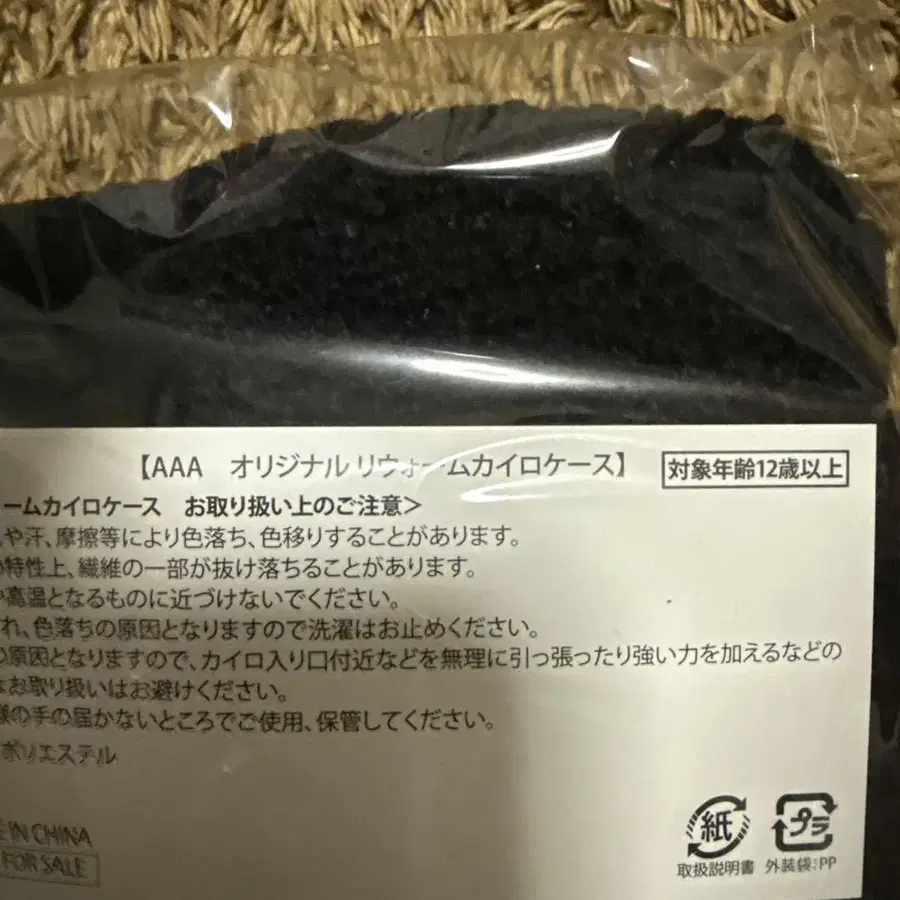 【AAA　オリジナル リウォームカイロケース】
対象年齢12歳以上
ームカイロケース　お取り扱い上のご注意＞
や汗、摩擦等により色落ち、色移りすることがあります。
特性上、繊維の一部が抜け落ちることがあります。
高温となるものに近づけないでください。
れ、色落ちの原因となりますので洗濯はお止めください。
の原因となりますので、カイロ入り口付近などを無理に引っ張ったり強い力を加えるなどの
お取り扱いはお避けください。
様の手の届かないところでご使用、保管してください。
ポリエステル
IN CHINA
FOR SALE
紙
取扱説明書
プラ
外装袋:PP